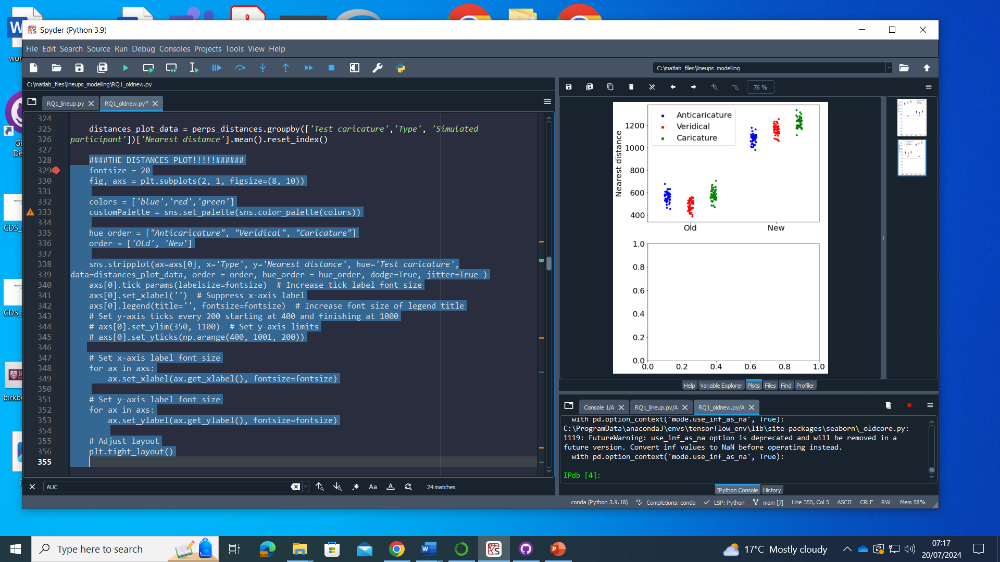 Spyder (Python 3.9)
File Edit Search Source Run Debug Consoles Projects Tools View Help
C:\matlab_files\lineups_modelling
C:\matlab_files\lineups_modelling\RQ1_oldnew.py
RQ1_lineup.py
RQ1_oldnew.py*
324
325 distances_plot_data = perps_distances.groupby(['Test caricature','Type', 'Simulated
326 participant'])['Nearest distance'].mean().reset_index()
327
328 ####THE DISTANCES PLOT!!!!!######
329 fontsize = 20
330 fig, axs = plt.subplots(2, 1, figsize=(8, 10))
331
332 colors = ['blue','red','green']
333 customPalette = sns.set_palette(sns.color_palette(colors))
334
335 hue_order = ["Anticaricature", "Veridical", "Caricature"]
336 order = ['Old', 'New']
337
338 sns.stripplot(ax=axs[0], x='Type', y='Nearest distance', hue='Test caricature',
339 data=distances_plot_data, order = order, hue_order = hue_order, dodge=True, jitter=True )
340 axs[0].tick_params(labelsize=fontsize)  # Increase tick label font size
341 axs[0].set_xlabel('')  # Suppress x-axis label
342 axs[0].legend(title='', fontsize=fontsize)  # Increase font size of legend title
343 # Set y-axis ticks every 200 starting at 400 and finishing at 1000
344 # axs[0].set_ylim(350, 1100)  # Set y-axis limits
345 # axs[0].set_yticks(np.arange(400, 1001, 200))
346
347 # Set x-axis label font size
348 for ax in axs:
349 ax.set_xlabel(ax.get_xlabel(), fontsize=fontsize)
350
351 # Set y-axis label font size
352 for ax in axs:
353 ax.set_ylabel(ax.get_ylabel(), fontsize=fontsize)
354
355 # Adjust layout
356 plt.tight_layout()
355
AUC
Aa
24 matches
76 %
Anticaricature
Veridical
Caricature
Nearest distance
1200
1000
800
600
400
Old New
1.0
0.8
0.6
0.4
0.2
0.0
0.0 0.2 0.4 0.6 0.8 1.0
Help Variable Explorer Plots Files Find Profiler
Console 1/A
RQ1_lineup.py/A
RQ1_oldnew.py/A
with pd.option_context('mode.use_inf_as_na', True):
C:\ProgramData\anaconda3\envs\tensorflow_env\lib\site-packages\seaborn\_oldcore.py:
1119: FutureWarning: use_inf_as_na option is deprecated and will be removed in a
future version. Convert inf values to NaN before operating instead.
with pd.option_context('mode.use_inf_as_na', True):
IPdb [4]:
IPython Console History
conda (Python 3.9.18) Completions: conda LSP: Python main [7] Line 355, Col 5 ASCII CRLF RW Mem 58%
Type here to search
17°C Mostly cloudy
07:17
20/07/2024